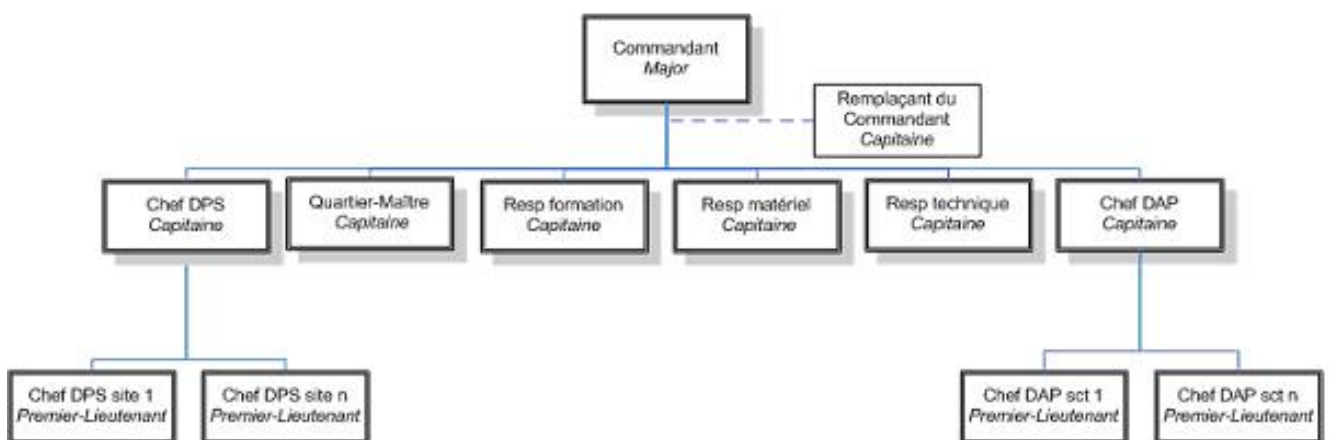 Commandant
Major
Remplaçant du
Commandant
Capitaine
Chef DPS
Capitaine
Quartier-Maître
Capitaine
Resp formation
Capitaine
Resp matériel
Capitaine
Resp technique
Capitaine
Chef DAP
Capitaine
Chef DPS site 1
Premier-Lieutenant
Chef DPS site n
Premier-Lieutenant
Chef DAP sct 1
Premier-Lieutenant
Chef DAP sct n
Premier-Lieutenant